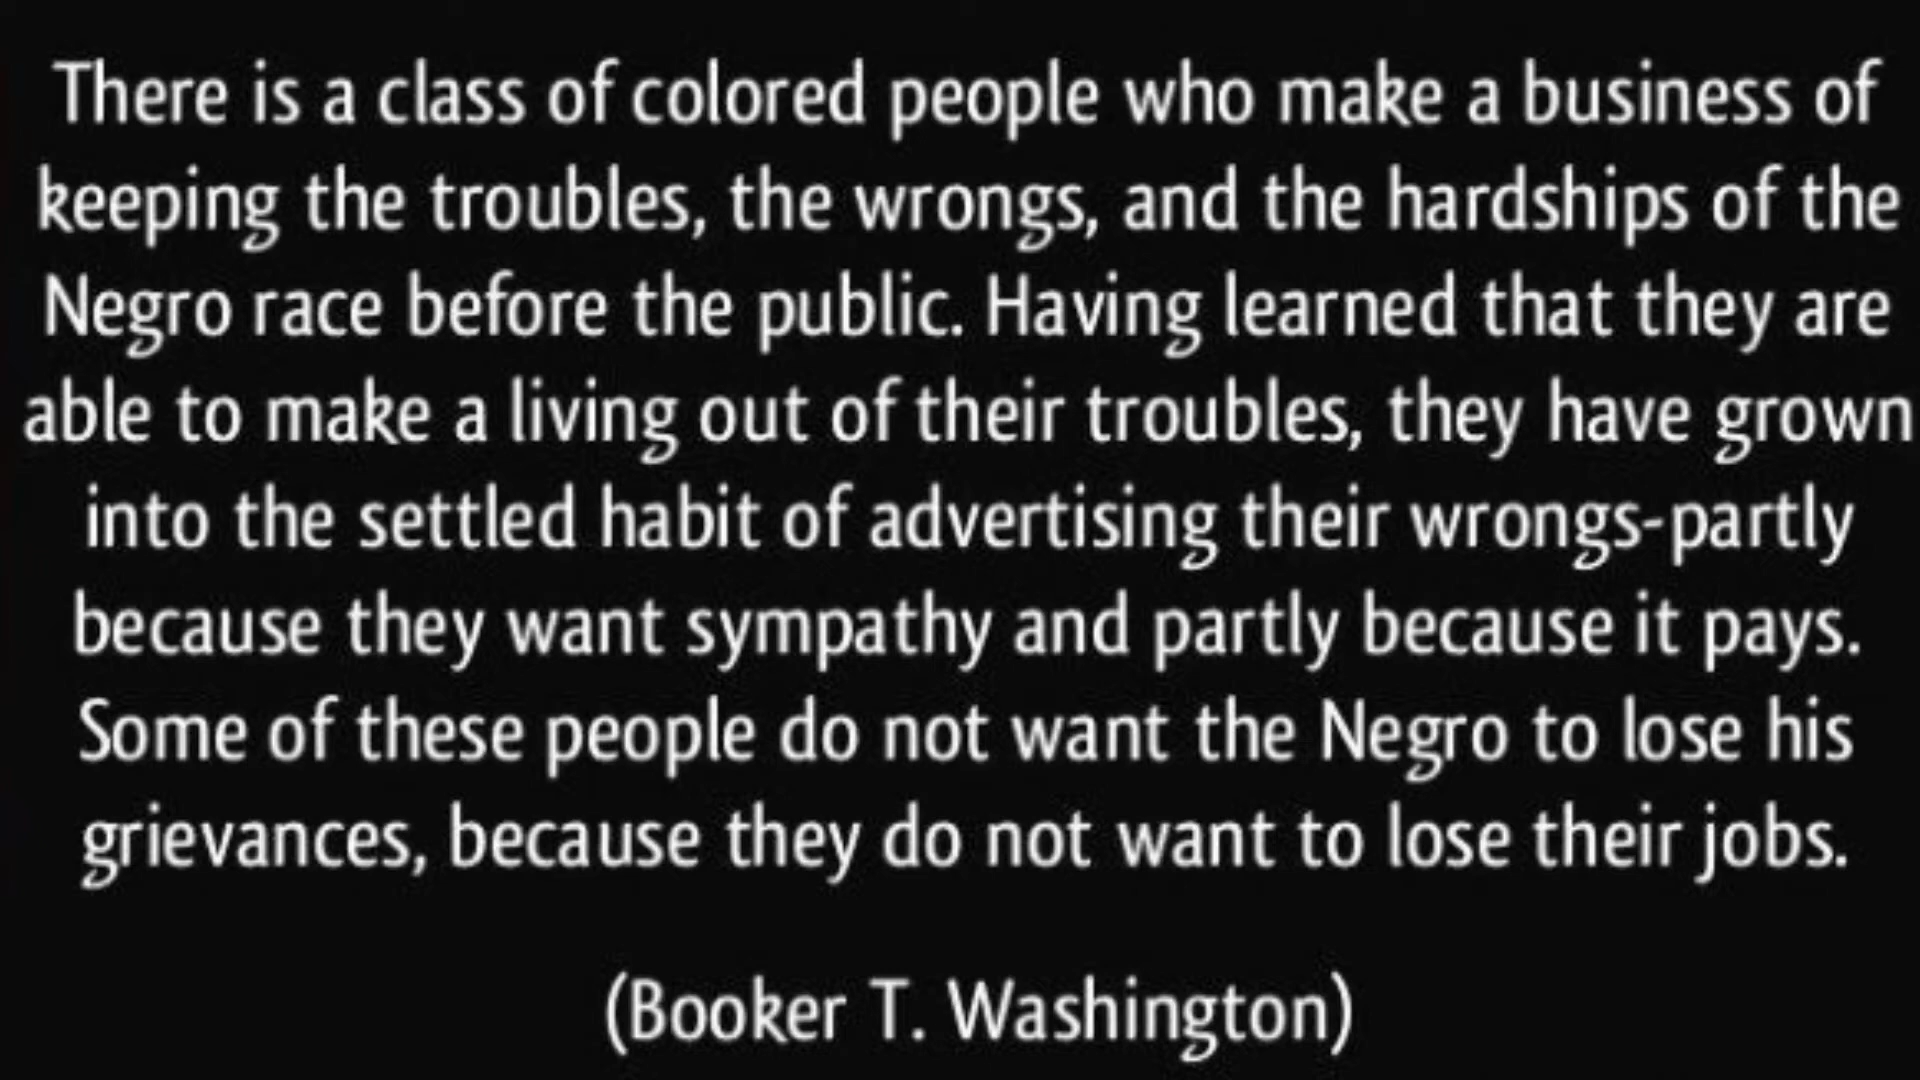 There is a class of colored people who make a business of
keeping the troubles, the wrongs, and the hardships of the
Negro race before the public. Having learned that they are
able to make a living out of their troubles, they have grown
into the settled habit of advertising their wrongs-partly
because they want sympathy and partly because it pays.
Some of these people do not want the Negro to lose his
grievances, because they do not want to lose their jobs.
(Booker T. Washington)